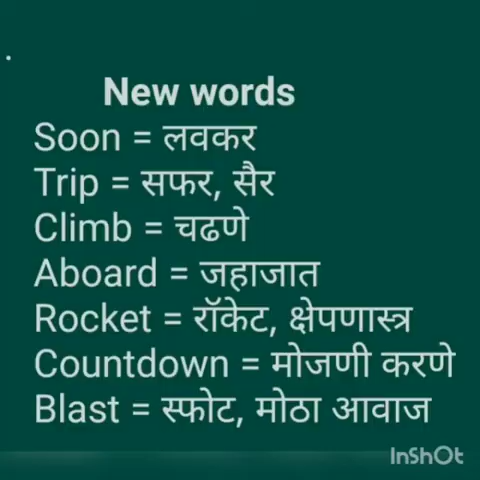 New words
Soon = लवकर
Trip = सफर, सैर
Climb = चढणे
Aboard = जहाजात
Rocket = रॉकेट, क्षेपणास्त्र
Countdown = मोजणी करणे
Blast = स्फोट, मोठा आवाज
InShOt